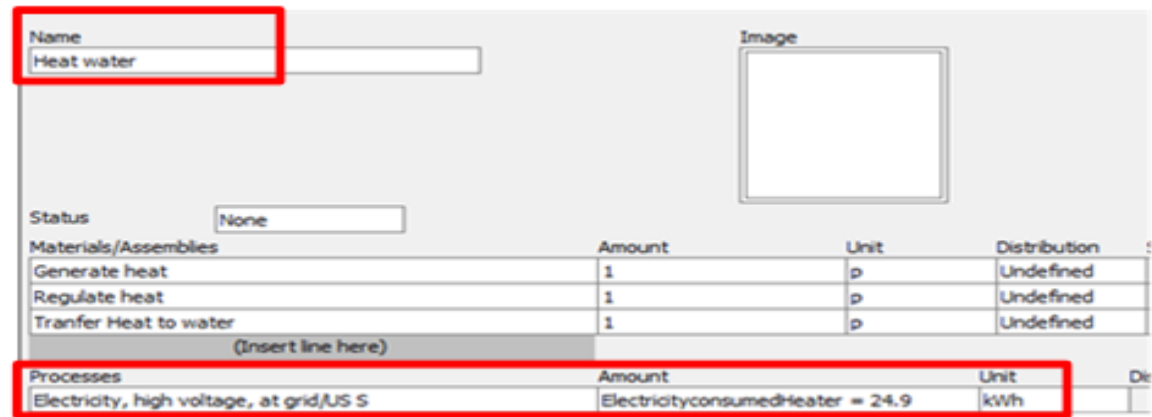 Name Image
Heat water
Status None
Materials/Assemblies Amount Unit Distribution
Generate heat 1 p Undefined
Regulate heat 1 p Undefined
Tranfer Heat to water 1 p Undefined
(Insert line here)
Processes Amount Unit
Electricity, high voltage, at grid/US S ElectricityconsumedHeater = 24.9 kWh